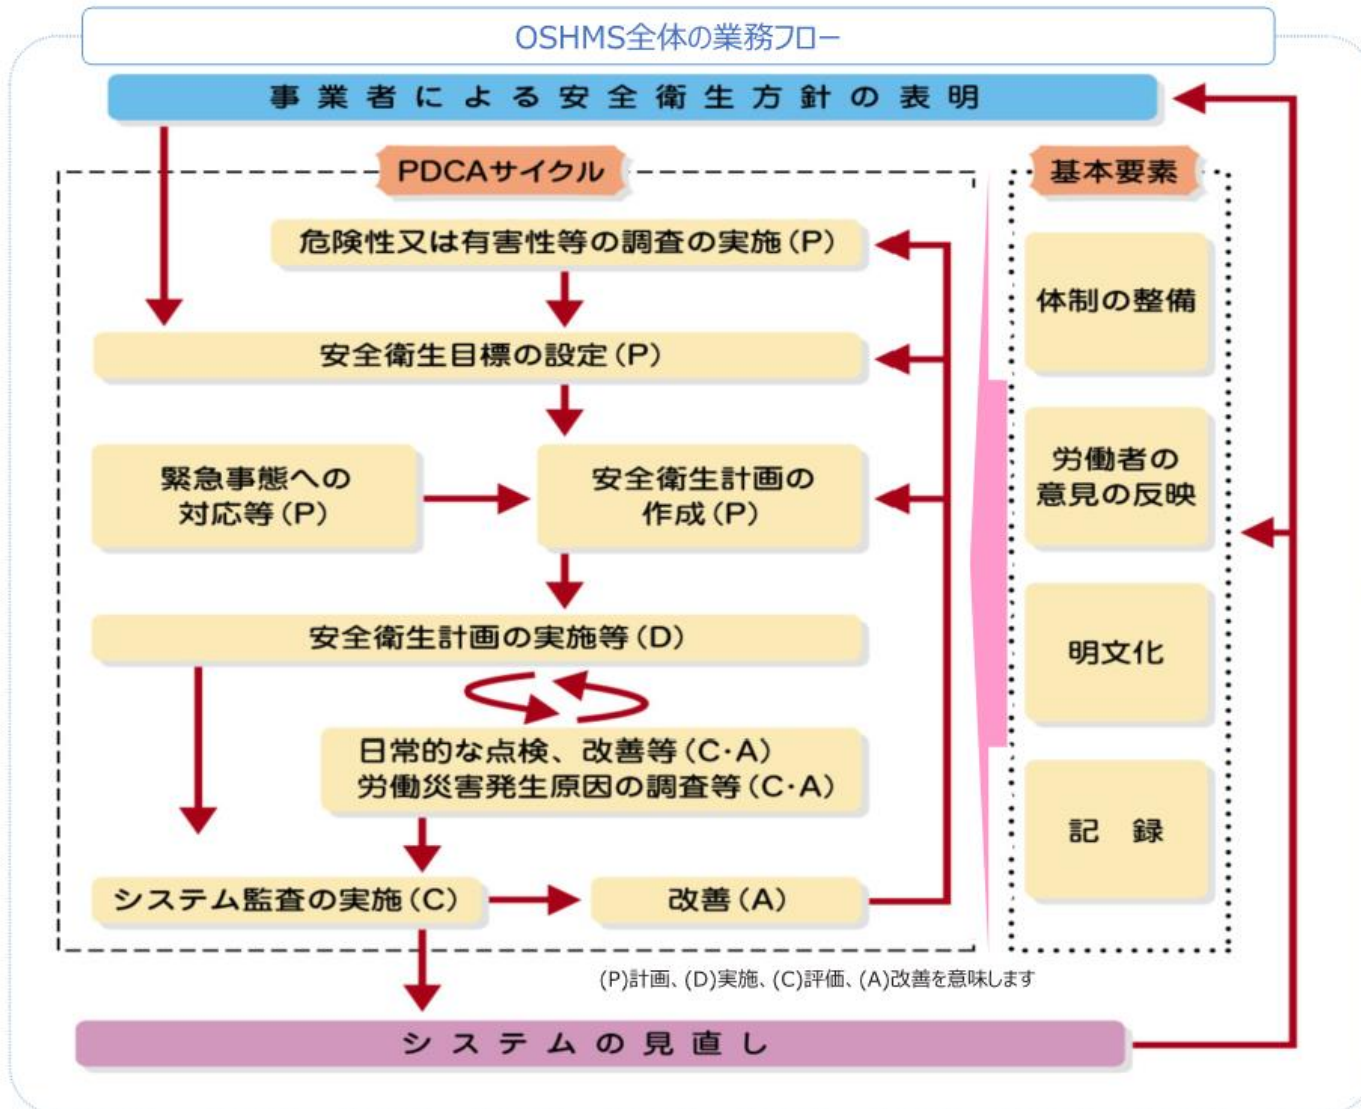 OSHMS全体の業務フロー
事業者による安全衛生方針の表明
PDCAサイクル
危険性又は有害性等の調査の実施(P)
安全衛生目標の設定(P)
緊急事態への
対応等(P)
安全衛生計画の
作成(P)
安全衛生計画の実施等(D)
日常的な点検、改善等(C・A)
労働災害発生原因の調査等(C・A)
システム監査の実施(C)
改善(A)
基本要素
体制の整備
労働者の
意見の反映
明文化
記 録
(P)計画、(D)実施、(C)評価、(A)改善を意味します
システムの見直し